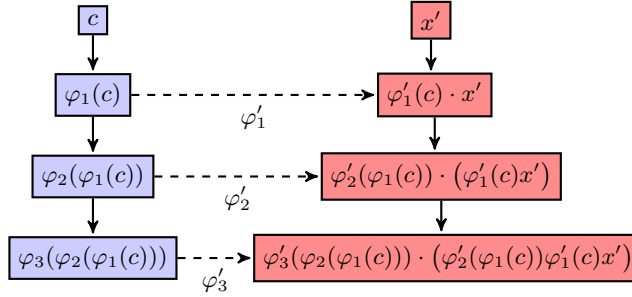 c x′
φ₁(c) φ′₁(c) · x′
φ′₁
φ₂(φ₁(c)) φ′₂(φ₁(c)) · (φ′₁(c)x′)
φ′₂
φ₃(φ₂(φ₁(c))) φ′₃(φ₂(φ₁(c))) · (φ′₂(φ₁(c))φ′₁(c)x′)
φ′₃